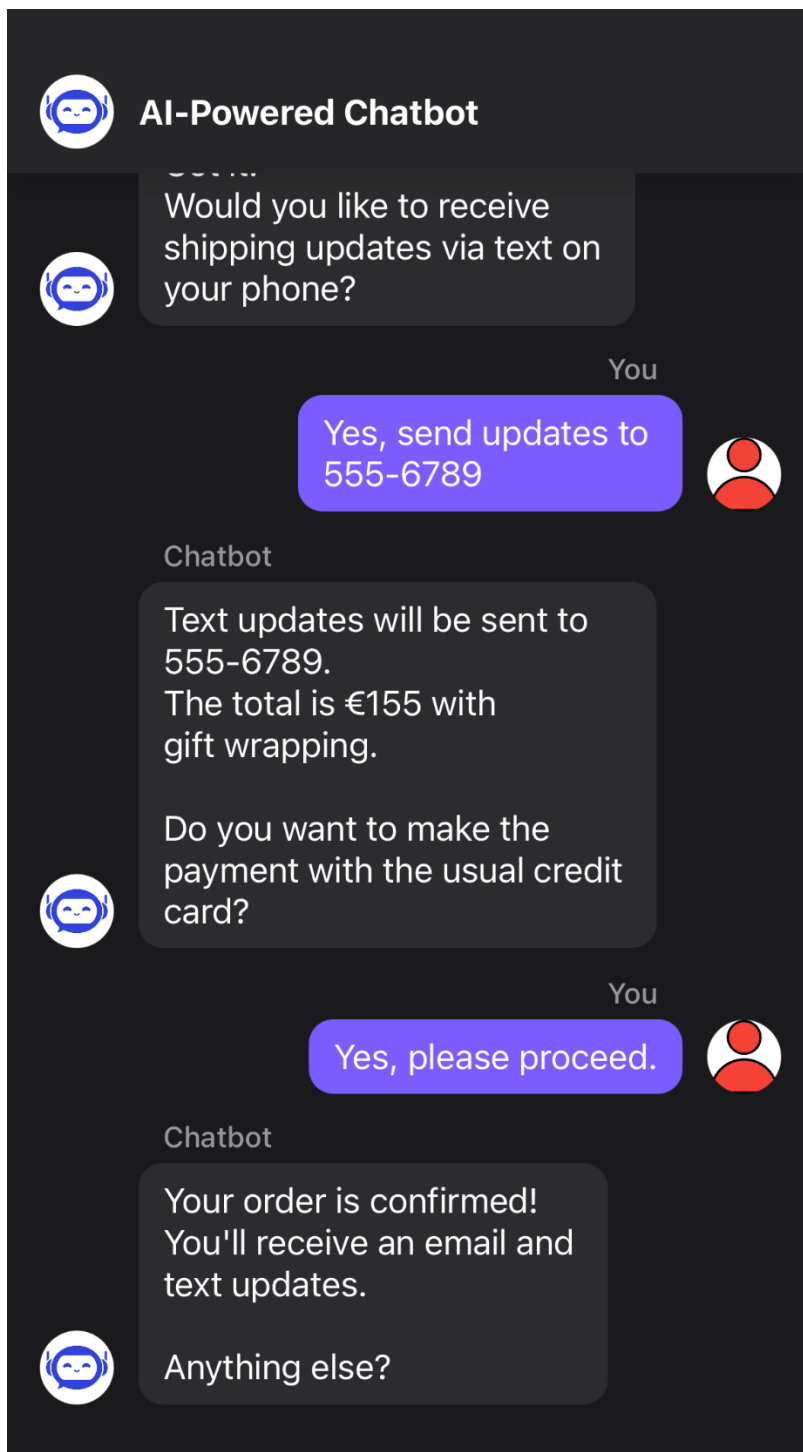 AI-Powered Chatbot
Would you like to receive
shipping updates via text on
your phone?
You
Yes, send updates to
555-6789
Chatbot
Text updates will be sent to
555-6789.
The total is €155 with
gift wrapping.
Do you want to make the
payment with the usual credit
card?
You
Yes, please proceed.
Chatbot
Your order is confirmed!
You'll receive an email and
text updates.
Anything else?